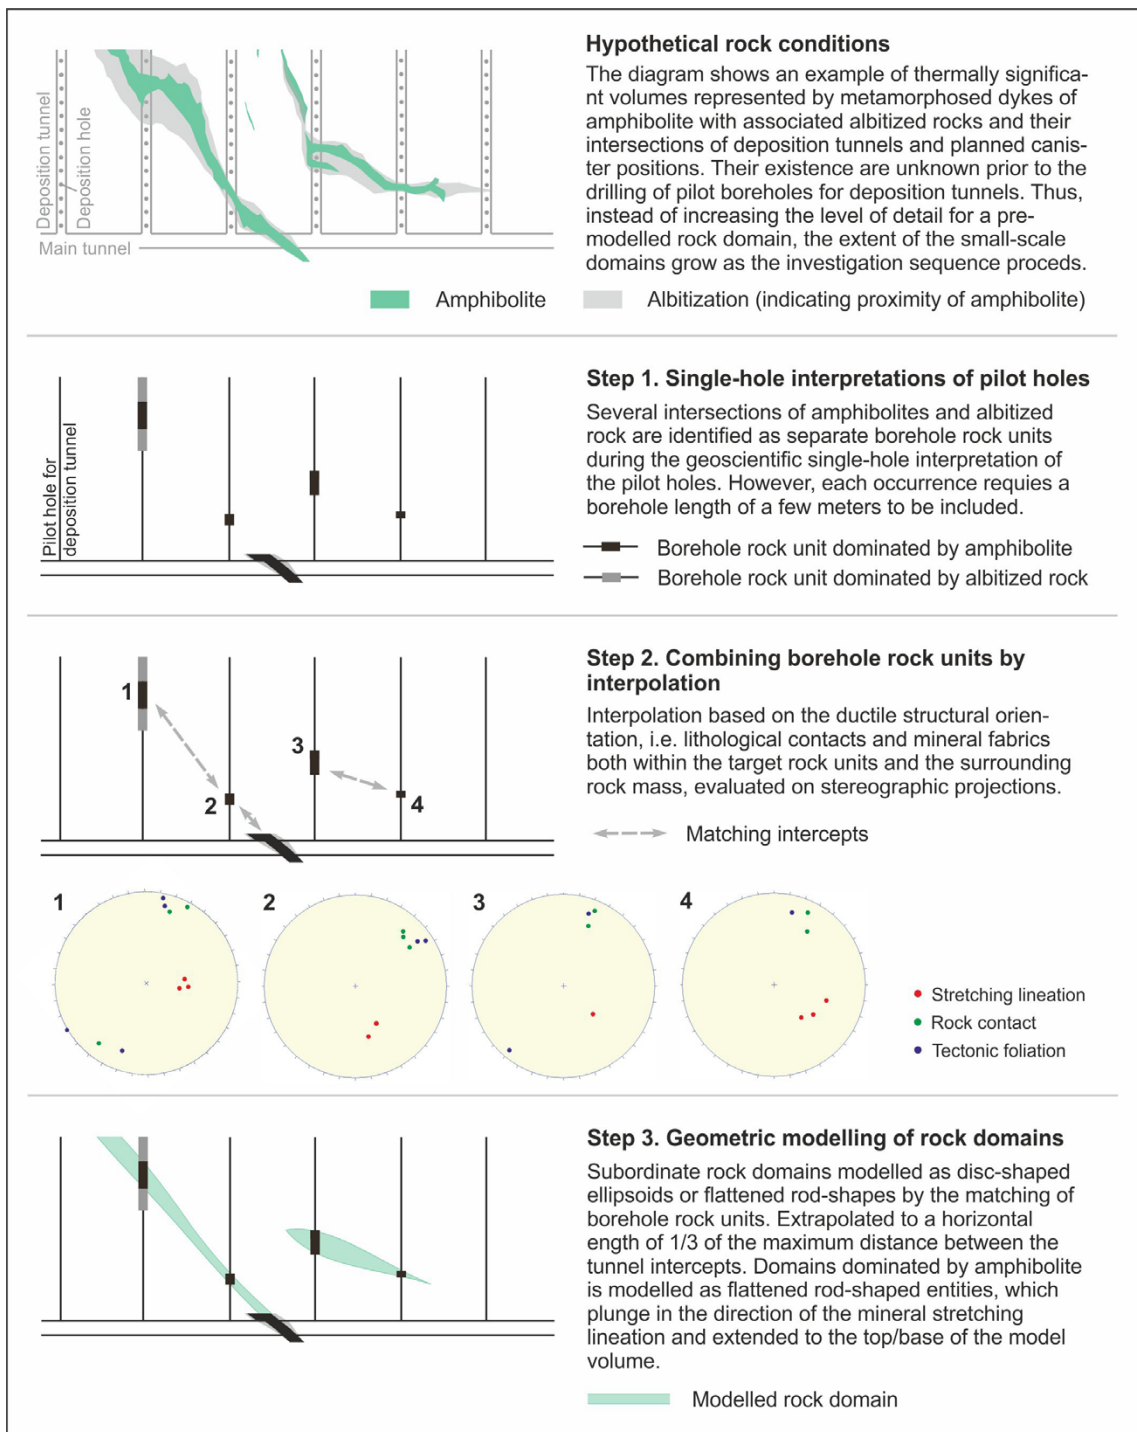 Deposition tunnel
Deposition hole
Main tunnel
Hypothetical rock conditions
The diagram shows an example of thermally significa-
nt volumes represented by metamorphosed dykes of
amphibolite with associated albitized rocks and their
intersections of deposition tunnels and planned canis-
ter positions. Their existence are unknown prior to the
drilling of pilot boreholes for deposition tunnels. Thus,
instead of increasing the level of detail for a pre-
modelled rock domain, the extent of the small-scale
domains grow as the investigation sequence proceds.
Amphibolite
Albitization (indicating proximity of amphibolite)
Pilot hole for
deposition tunnel
Step 1. Single-hole interpretations of pilot holes
Several intersections of amphibolites and albitized
rock are identified as separate borehole rock units
during the geoscientific single-hole interpretation of
the pilot holes. However, each occurrence requies a
borehole length of a few meters to be included.
Borehole rock unit dominated by amphibolite
Borehole rock unit dominated by albitized rock
1
2
3
4
Step 2. Combining borehole rock units by
interpolation
Interpolation based on the ductile structural orien-
tation, i.e. lithological contacts and mineral fabrics
both within the target rock units and the surrounding
rock mass, evaluated on stereographic projections.
Matching intercepts
1
2
3
4
Stretching lineation
Rock contact
Tectonic foliation
Step 3. Geometric modelling of rock domains
Subordinate rock domains modelled as disc-shaped
ellipsoids or flattened rod-shapes by the matching of
borehole rock units. Extrapolated to a horizontal
ength of 1/3 of the maximum distance between the
tunnel intercepts. Domains dominated by amphibolite
is modelled as flattened rod-shaped entities, which
plunge in the direction of the mineral stretching
lineation and extended to the top/base of the model
volume.
Modelled rock domain